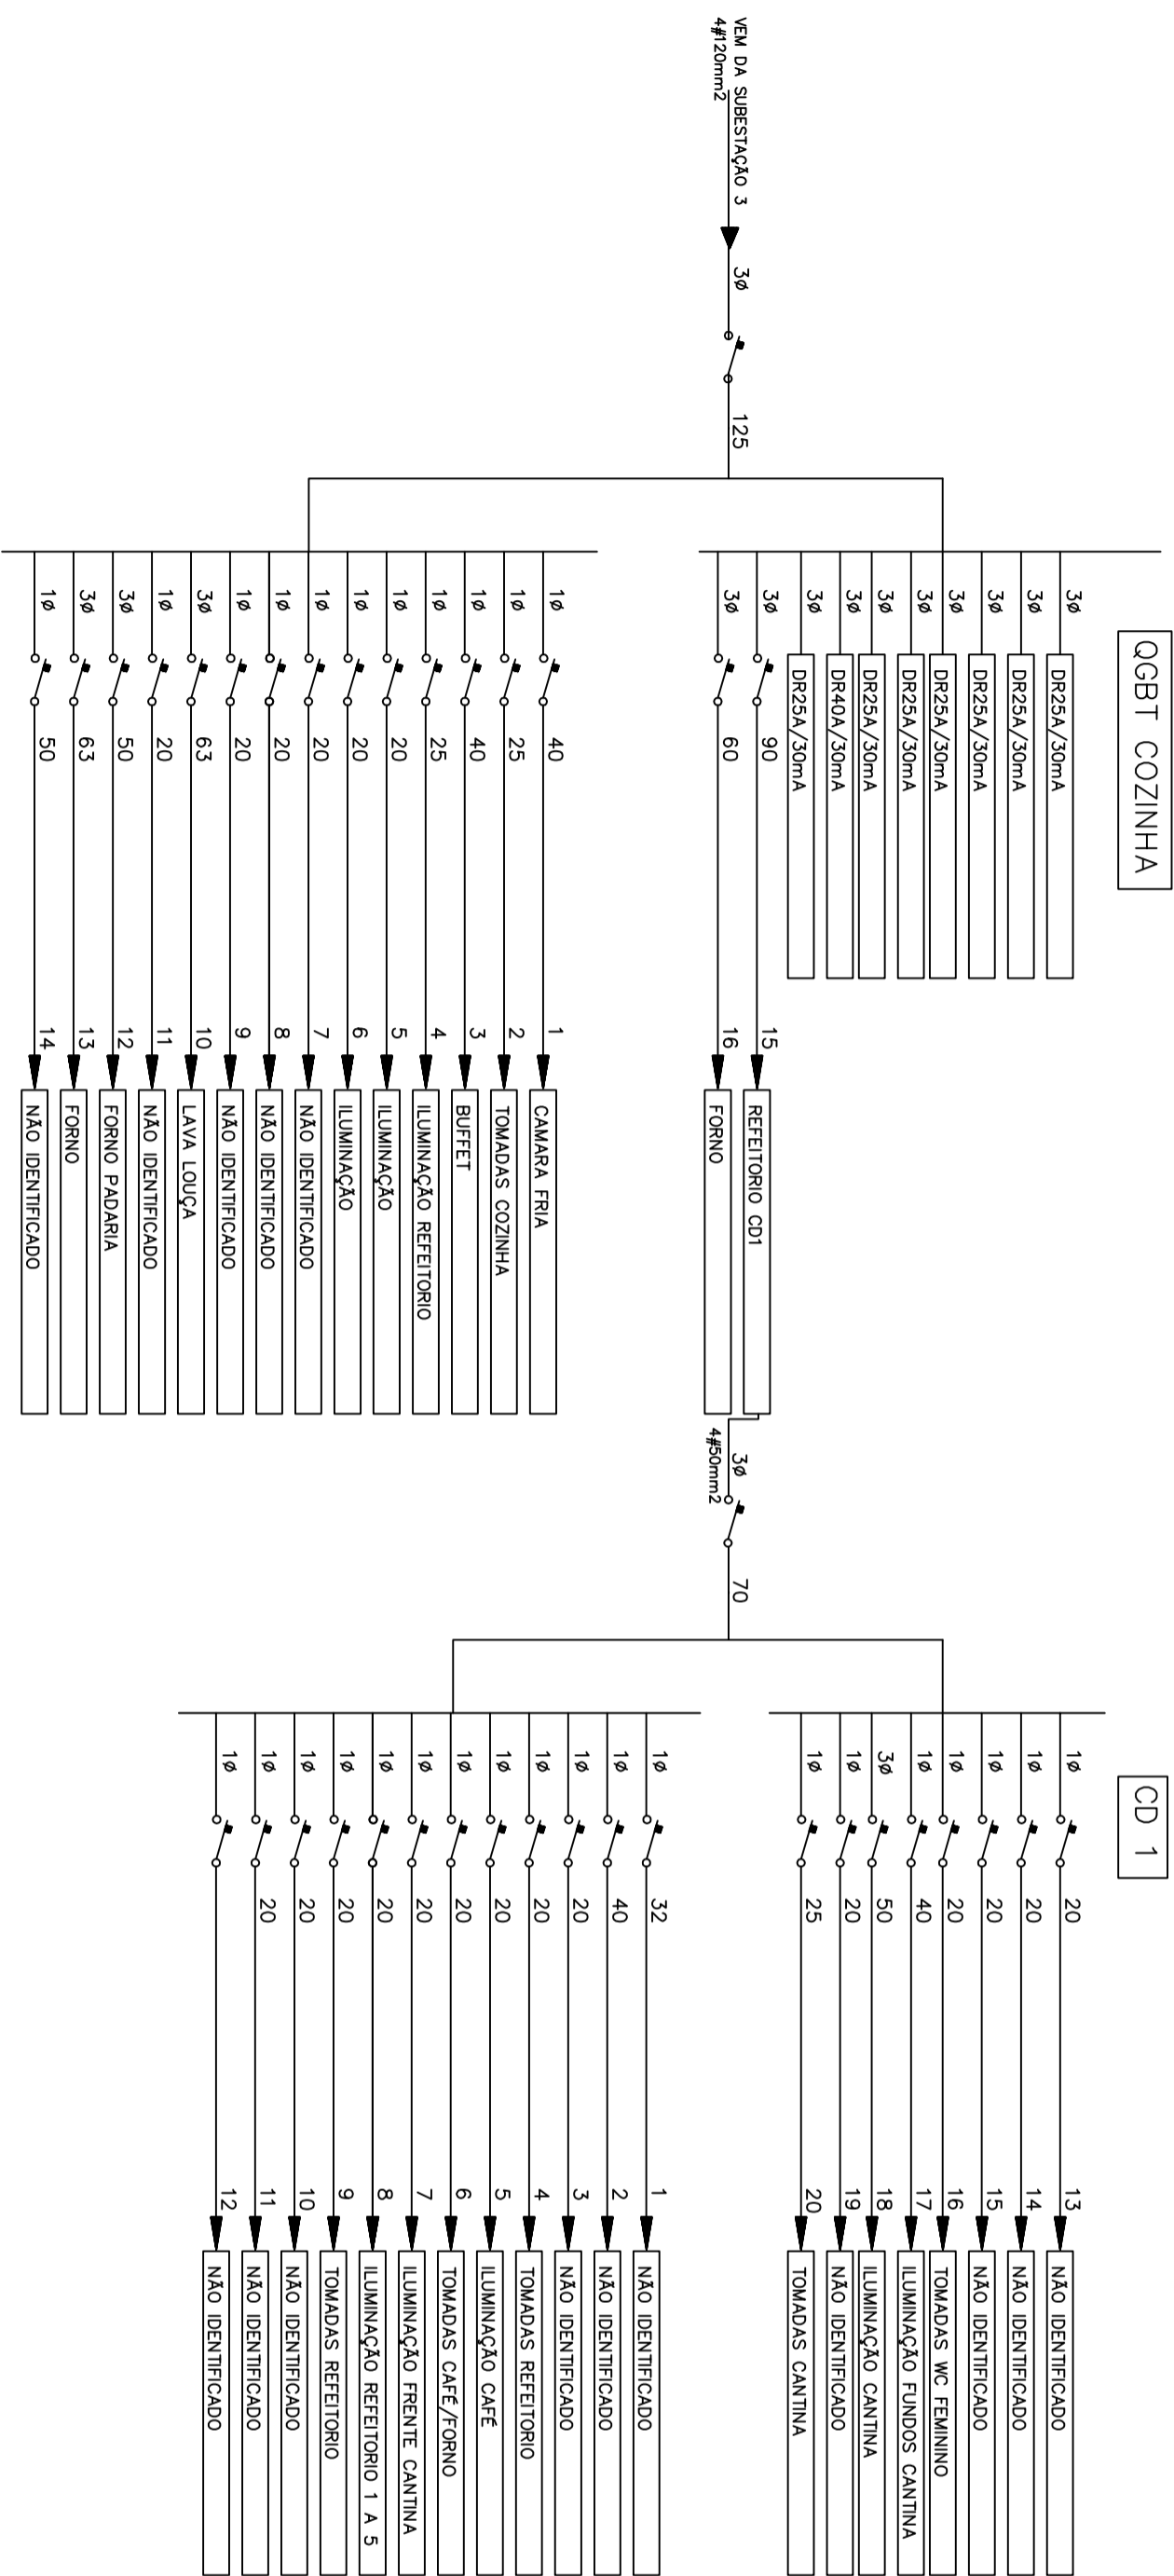 QGBT COZINHA
VEM DA SUBESTAÇÃO 3
4#120mm2
3ø
125
3ø DR25A/30mA
3ø DR25A/30mA
3ø DR25A/30mA
3ø DR25A/30mA
3ø DR25A/30mA
3ø DR25A/30mA
3ø DR40A/30mA
3ø DR25A/30mA
3ø 90 15 REFEITORIO CD1
3ø 60 16 FORNO
1ø 40 1 CAMARA FRIA
1ø 25 2 TOMADAS COZINHA
1ø 40 3 BUFFET
1ø 25 4 ILUMINAÇÃO REFEITORIO
1ø 20 5 ILUMINAÇÃO
1ø 20 6 ILUMINAÇÃO
1ø 20 7 NÃO IDENTIFICADO
1ø 20 8 NÃO IDENTIFICADO
1ø 20 9 NÃO IDENTIFICADO
3ø 63 10 LAVA LOUÇA
1ø 20 11 NÃO IDENTIFICADO
3ø 50 12 FORNO PADARIA
3ø 63 13 FORNO
1ø 50 14 NÃO IDENTIFICADO
CD 1
3ø
4#50mm2
70
1ø 20 13 NÃO IDENTIFICADO
1ø 20 14 NÃO IDENTIFICADO
1ø 20 15 NÃO IDENTIFICADO
1ø 20 16 TOMADAS WC FEMININO
1ø 40 17 ILUMINAÇÃO FUNDOS CANTINA
3ø 50 18 ILUMINAÇÃO CANTINA
1ø 20 19 NÃO IDENTIFICADO
1ø 25 20 TOMADAS CANTINA
1ø 32 1 NÃO IDENTIFICADO
1ø 40 2 NÃO IDENTIFICADO
1ø 20 3 NÃO IDENTIFICADO
1ø 20 4 TOMADAS REFEITORIO
1ø 20 5 ILUMINAÇÃO CAFÉ
1ø 20 6 TOMADAS CAFÉ/FORNO
1ø 20 7 ILUMINAÇÃO FRENTE CANTINA
1ø 20 8 ILUMINAÇÃO REFEITORIO 1 A 5
1ø 20 9 TOMADAS REFEITORIO
1ø 20 10 NÃO IDENTIFICADO
1ø 20 11 NÃO IDENTIFICADO
1ø 12 NÃO IDENTIFICADO